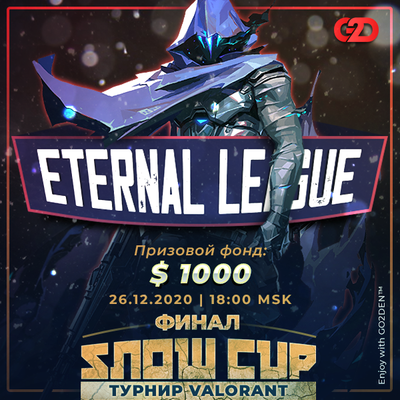 G2D
ETERNAL LEAGUE
Призовой фонд:
$ 1000
26.12.2020 | 18:00 MSK
ФИНАЛ
SNOW CUP
ТУРНИР VALORANT
Enjoy with GO2DEN™